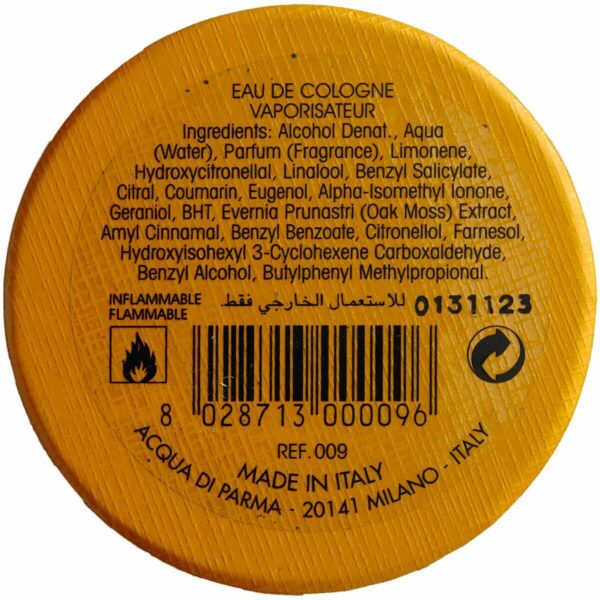 EAU DE COLOGNE
VAPORISATEUR
Ingredients: Alcohol Denat., Aqua
(Water), Parfum (Fragrance), Limonene,
Hydroxycitronellal, Linalool, Benzyl Salicylate,
Citral, Coumarin, Eugenol, Alpha-Isomethyl Ionone,
Geraniol, BHT, Evernia Prunastri (Oak Moss) Extract,
Amyl Cinnamal, Benzyl Benzoate, Citronellol, Farnesol,
Hydroxyisohexyl 3-Cyclohexene Carboxaldehyde,
Benzyl Alcohol, Butylphenyl Methylpropional.
INFLAMMABLE
FLAMMABLE
للاستعمال الخارجي فقط
0131123
8 028713 000096
REF. 009
MADE IN ITALY
ACQUA DI PARMA - 20141 MILANO - ITALY